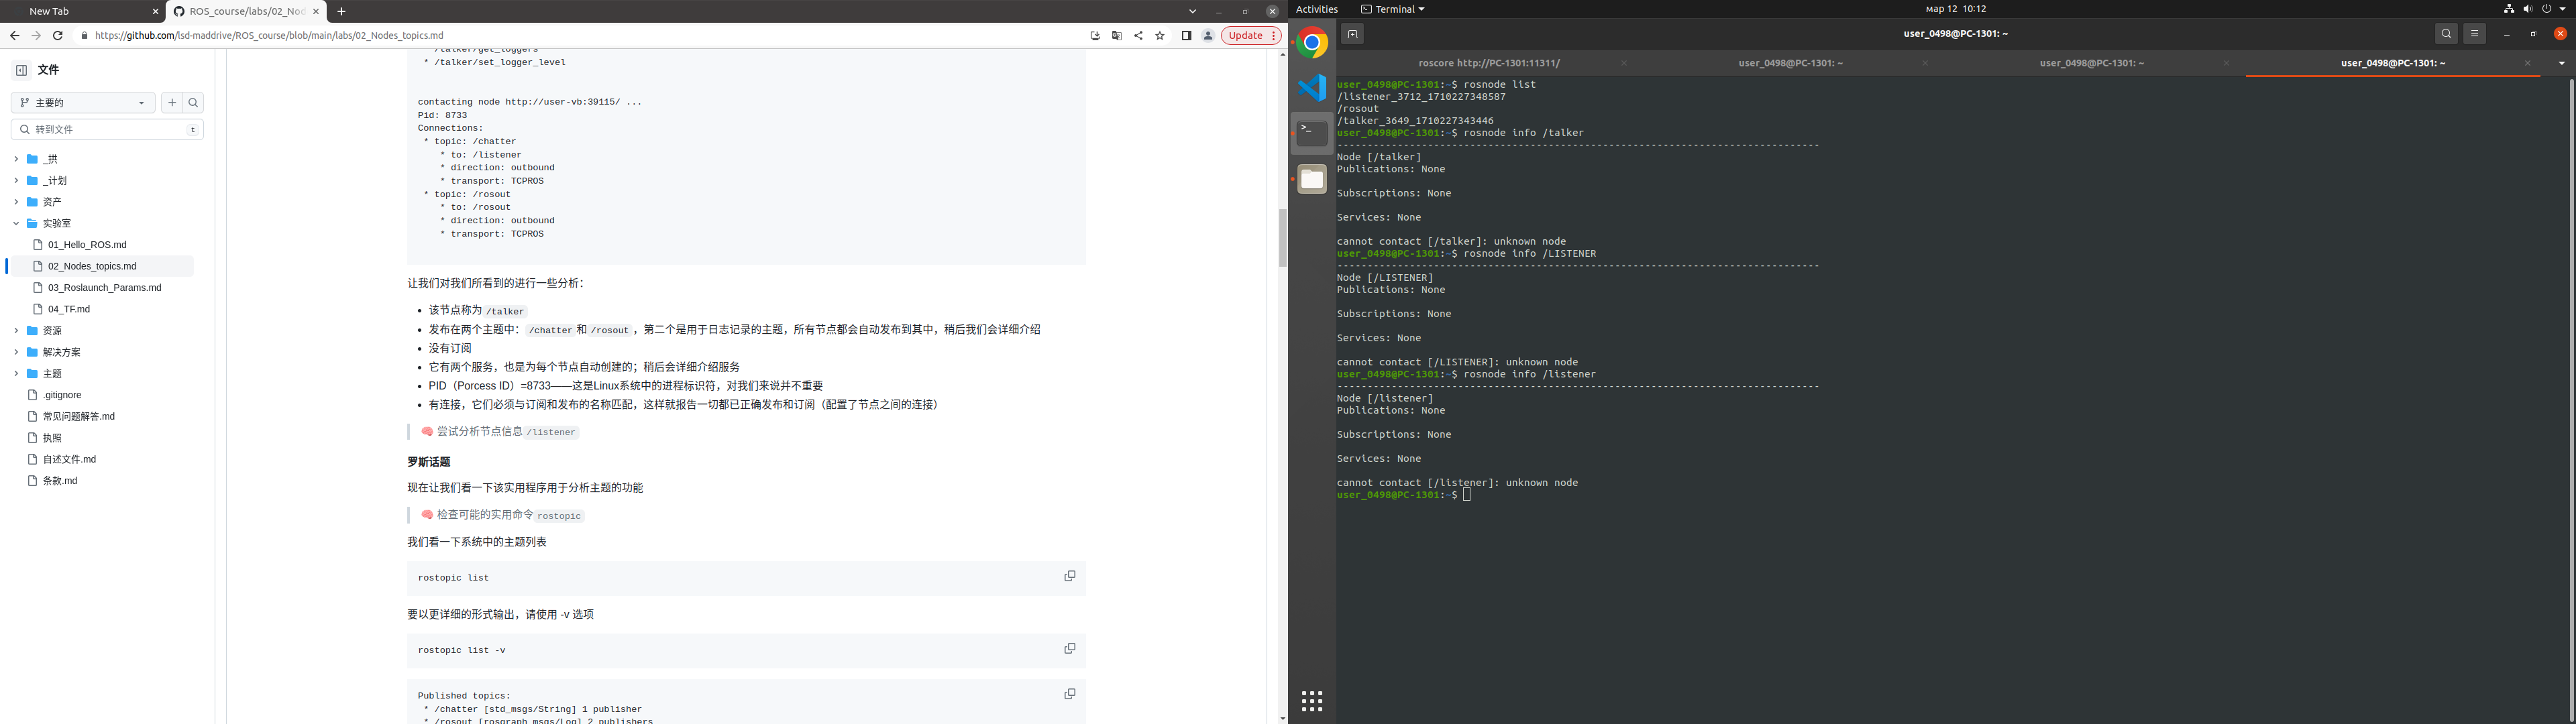 New Tab
ROS_course/labs/02_Nod
https://github.com/lsd-maddrive/ROS_course/blob/main/labs/02_Nodes_topics.md
Update
文件
主要的
转到文件
t
_拱
_计划
资产
实验室
01_Hello_ROS.md
02_Nodes_topics.md
03_Roslaunch_Params.md
04_TF.md
资源
解决方案
主题
.gitignore
常见问题解答.md
执照
自述文件.md
条款.md
* /talker/get_loggers
* /talker/set_logger_level
contacting node http://user-vb:39115/ ...
Pid: 8733
Connections:
* topic: /chatter
* to: /listener
* direction: outbound
* transport: TCPROS
* topic: /rosout
* to: /rosout
* direction: outbound
* transport: TCPROS
让我们对我们所看到的进行一些分析：
该节点称为 /talker
发布在两个主题中： /chatter 和 /rosout ，第二个是用于日志记录的主题，所有节点都会自动发布到其中，稍后我们会详细介绍
没有订阅
它有两个服务，也是为每个节点自动创建的；稍后会详细介绍服务
PID（Porcess ID）=8733——这是Linux系统中的进程标识符，对我们来说并不重要
有连接，它们必须与订阅和发布的名称匹配，这样就报告一切都已正确发布和订阅（配置了节点之间的连接）
🧠 尝试分析节点信息 /listener
罗斯话题
现在让我们看一下该实用程序用于分析主题的功能
🧠 检查可能的实用命令 rostopic
我们看一下系统中的主题列表
rostopic list
要以更详细的形式输出，请使用 -v 选项
rostopic list -v
Published topics:
* /chatter [std_msgs/String] 1 publisher
* /rosout [rosgraph_msgs/Log] 2 publishers
Activities
Terminal
мар 12 10:12
user_0498@PC-1301: ~
roscore http://PC-1301:11311/
user_0498@PC-1301: ~
user_0498@PC-1301: ~
user_0498@PC-1301: ~
user_0498@PC-1301:~$ rosnode list
/listener_3712_1710227348587
/rosout
/talker_3649_1710227343446
user_0498@PC-1301:~$ rosnode info /talker
--------------------------------------------------------------------------------
Node [/talker]
Publications: None
Subscriptions: None
Services: None
cannot contact [/talker]: unknown node
user_0498@PC-1301:~$ rosnode info /LISTENER
--------------------------------------------------------------------------------
Node [/LISTENER]
Publications: None
Subscriptions: None
Services: None
cannot contact [/LISTENER]: unknown node
user_0498@PC-1301:~$ rosnode info /listener
--------------------------------------------------------------------------------
Node [/listener]
Publications: None
Subscriptions: None
Services: None
cannot contact [/listener]: unknown node
user_0498@PC-1301:~$